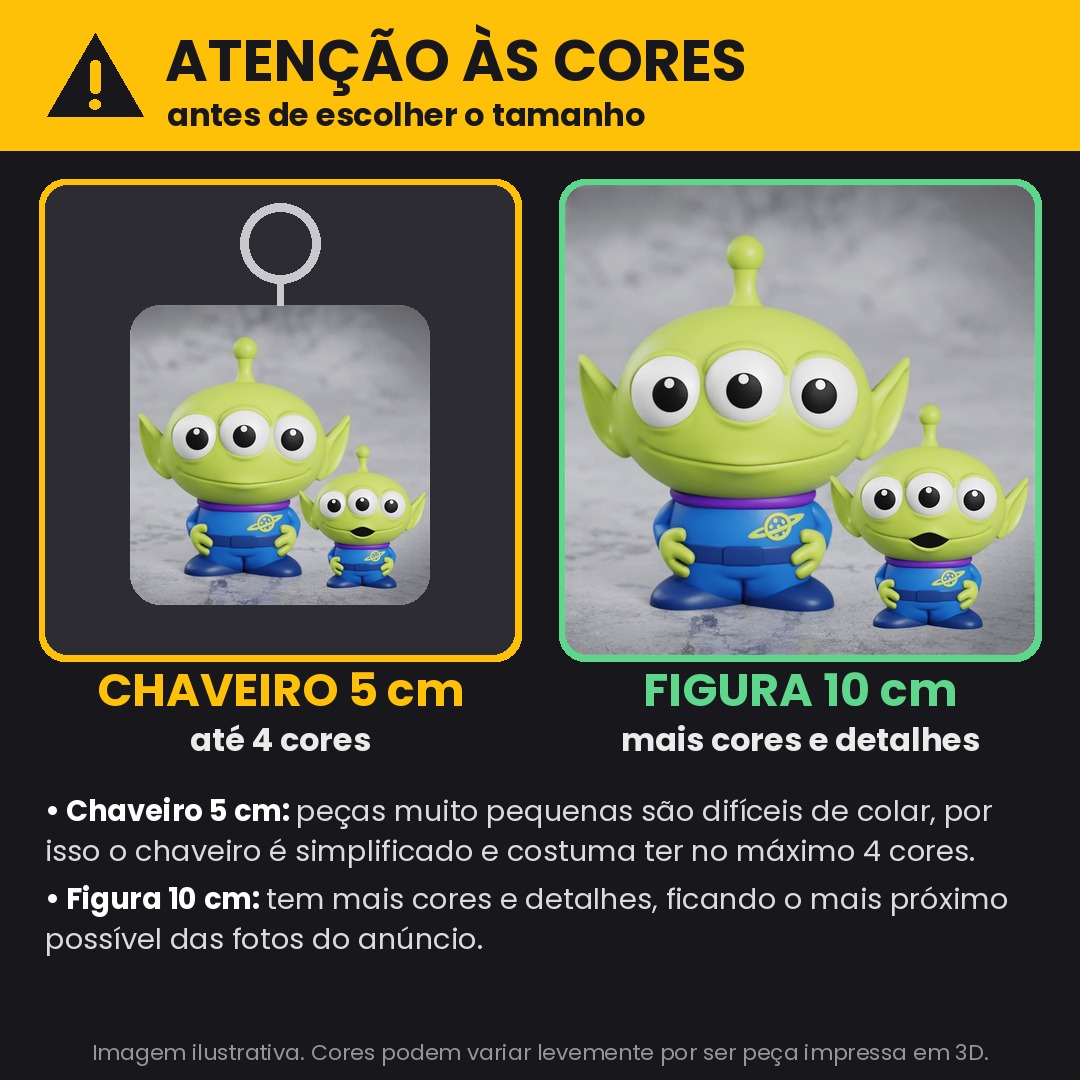 ATENÇÃO ÀS CORES
antes de escolher o tamanho
CHAVEIRO 5 cm
até 4 cores
FIGURA 10 cm
mais cores e detalhes
• Chaveiro 5 cm: peças muito pequenas são difíceis de colar, por
isso o chaveiro é simplificado e costuma ter no máximo 4 cores.
• Figura 10 cm: tem mais cores e detalhes, ficando o mais próximo
possível das fotos do anúncio.
Imagem ilustrativa. Cores podem variar levemente por ser peça impressa em 3D.